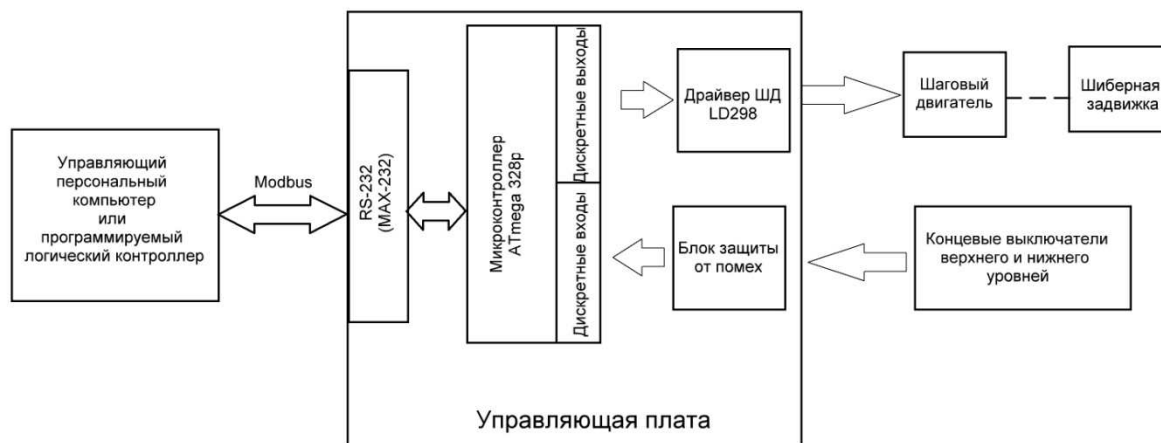 Управляющий
персональный
компьютер
или
программируемый
логический контроллер
Modbus
RS-232
(MAX-232)
Микроконтроллер
ATmega 328p
Дискретные выходы
Дискретные входы
Драйвер ШД
LD298
Блок защиты
от помех
Шаговый
двигатель
Шиберная
задвижка
Концевые выключатели
верхнего и нижнего
уровней
Управляющая плата